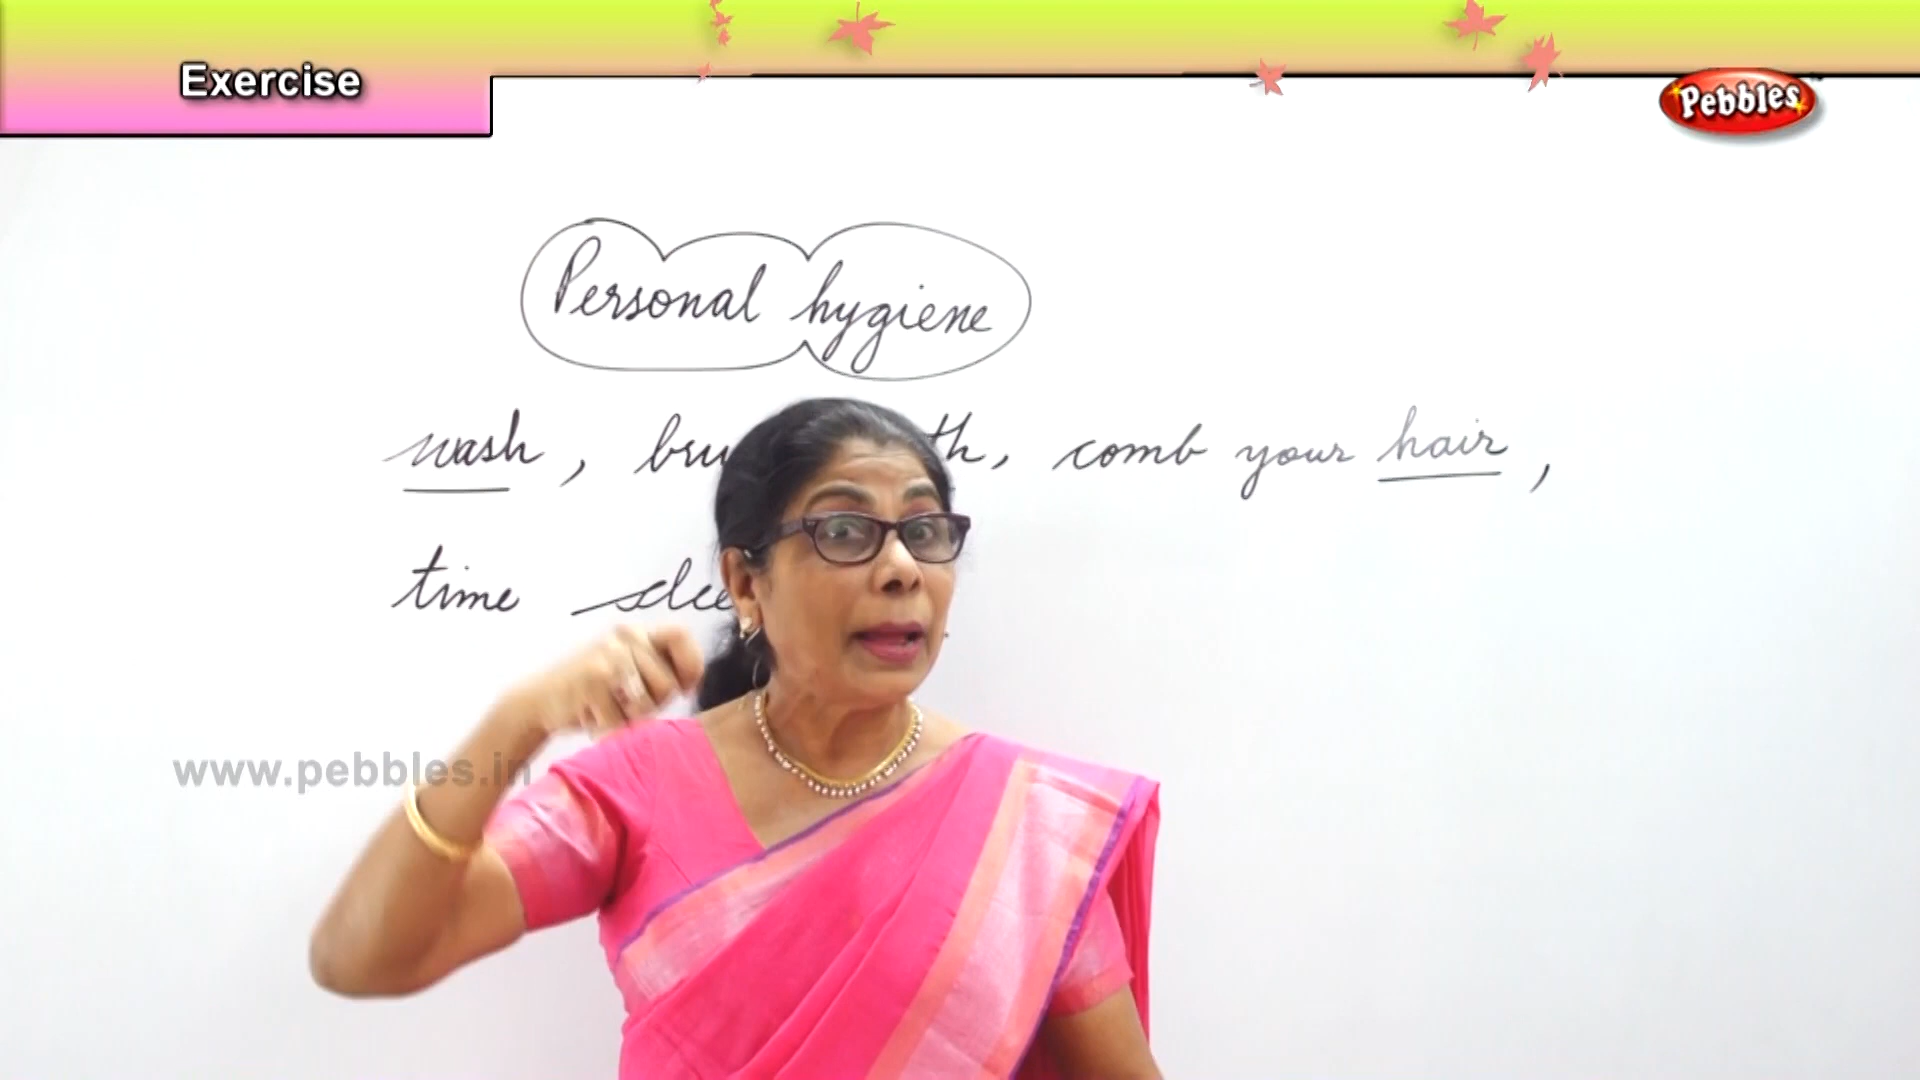 Exercise
Pebbles
Personal hygiene
wash, comb your hair,
time
www.pebbles.in